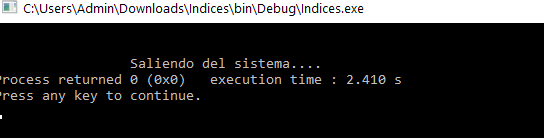 C:\Users\Admin\Downloads\Indices\bin\Debug\Indices.exe
Saliendo del sistema....
Process returned 0 (0x0)   execution time : 2.410 s
Press any key to continue.